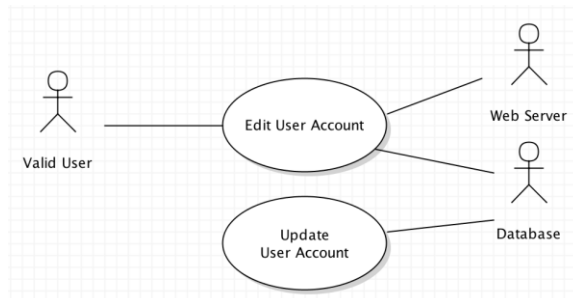 Web Server
Edit User Account
Valid User
Update
User Account
Database